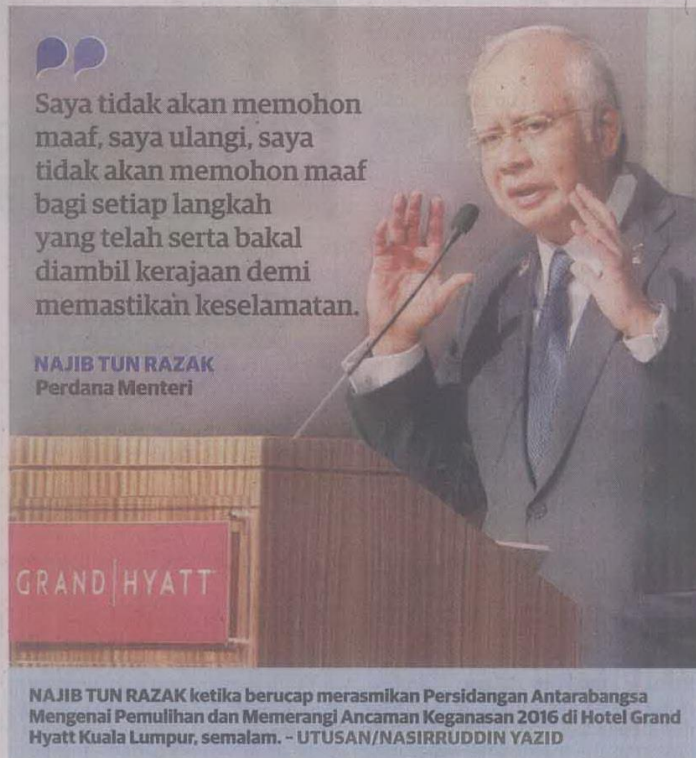 Saya tidak akan memohon
maaf, saya ulangi, saya
tidak akan memohon maaf
bagi setiap langkah
yang telah serta bakal
diambil kerajaan demi
memastikan keselamatan.
NAJIB TUN RAZAK
Perdana Menteri
GRAND|HYATT
NAJIB TUN RAZAK ketika berucap merasmikan Persidangan Antarabangsa
Mengenai Pemulihan dan Memerangi Ancaman Keganasan 2016 di Hotel Grand
Hyatt Kuala Lumpur, semalam. – UTUSAN/NASIRRUDDIN YAZID